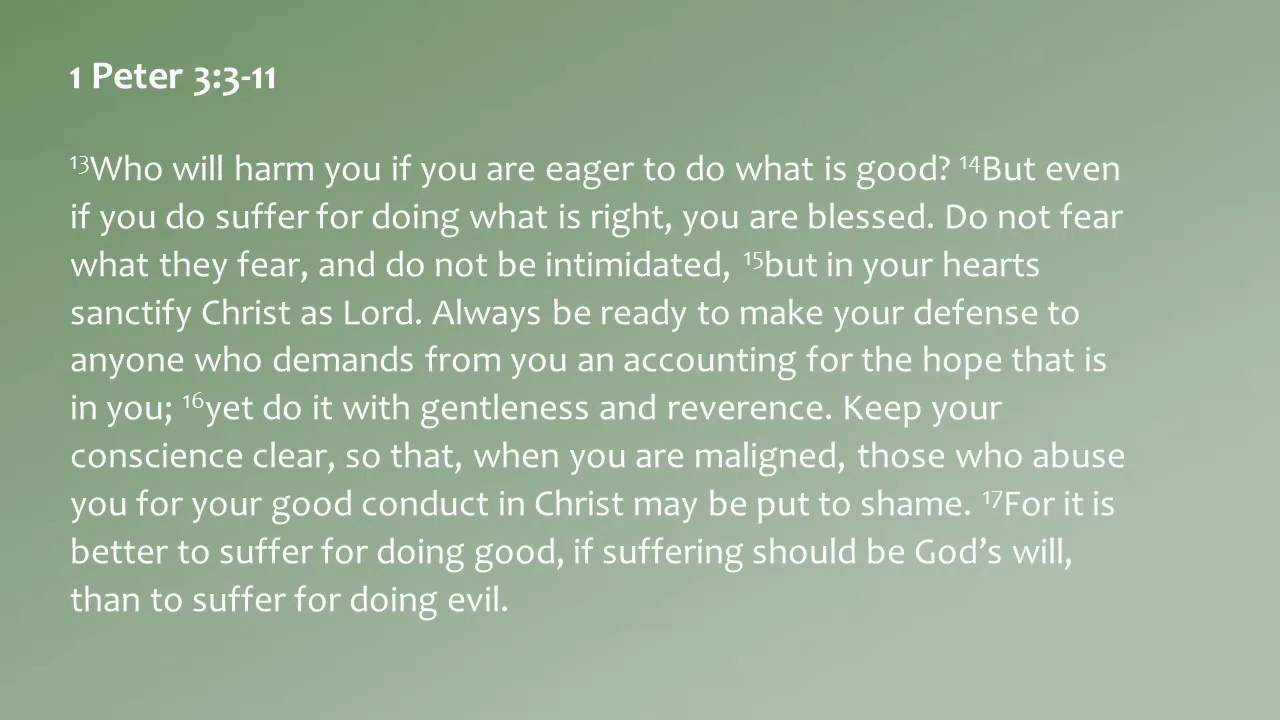 1 Peter 3:3-11
13Who will harm you if you are eager to do what is good? 14But even
if you do suffer for doing what is right, you are blessed. Do not fear
what they fear, and do not be intimidated, 15but in your hearts
sanctify Christ as Lord. Always be ready to make your defense to
anyone who demands from you an accounting for the hope that is
in you; 16yet do it with gentleness and reverence. Keep your
conscience clear, so that, when you are maligned, those who abuse
you for your good conduct in Christ may be put to shame. 17For it is
better to suffer for doing good, if suffering should be God’s will,
than to suffer for doing evil.